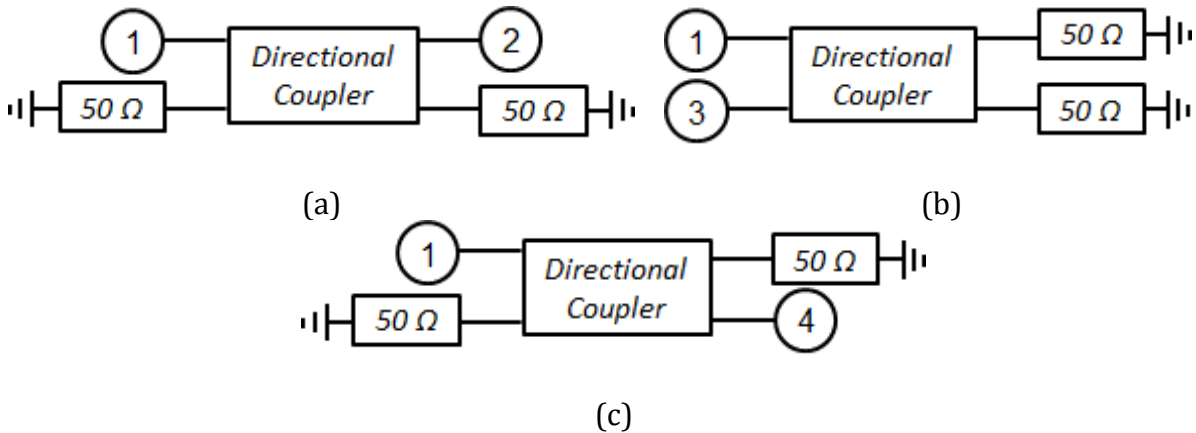 1
Directional
Coupler
2
50 Ω
50 Ω
(a)
1
3
Directional
Coupler
50 Ω
50 Ω
(b)
1
Directional
Coupler
50 Ω
50 Ω
4
(c)